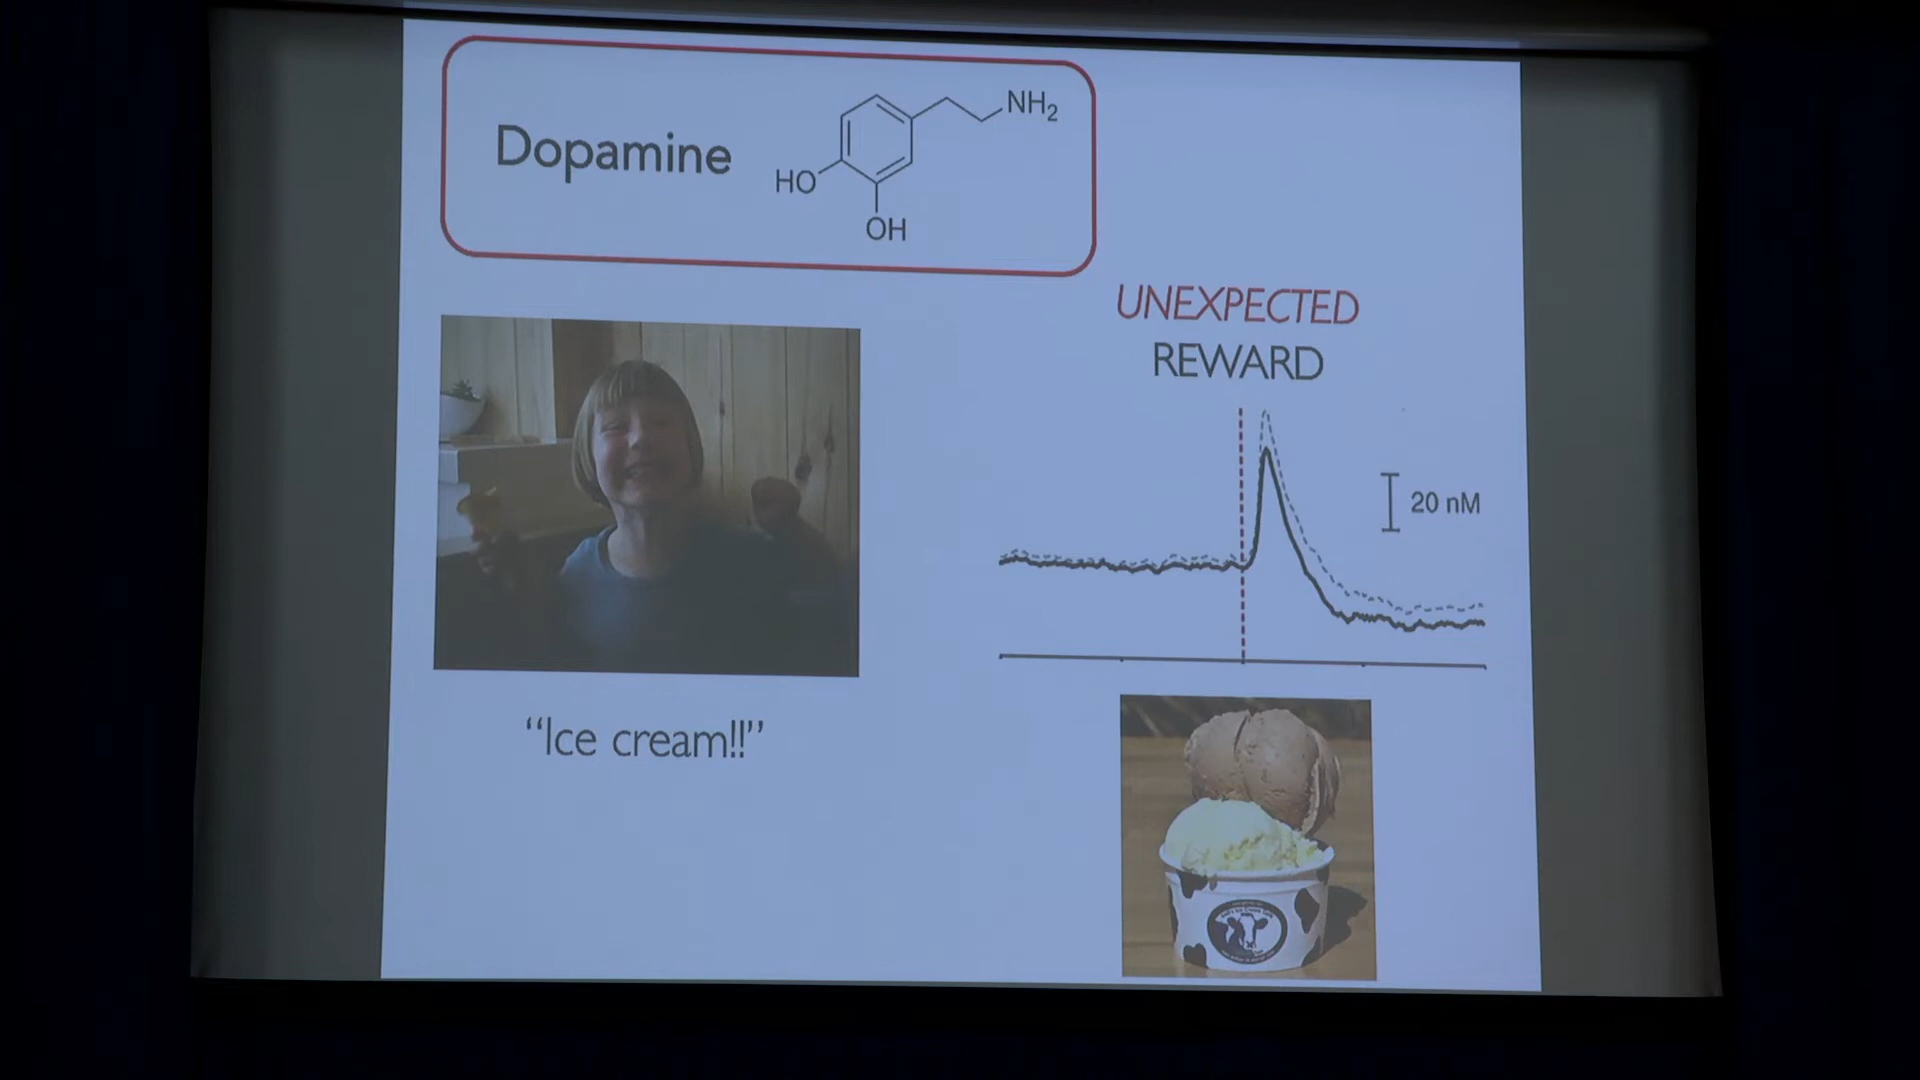 Dopamine
NH₂
HO
OH
UNEXPECTED
REWARD
20 nM
“Ice cream!!”